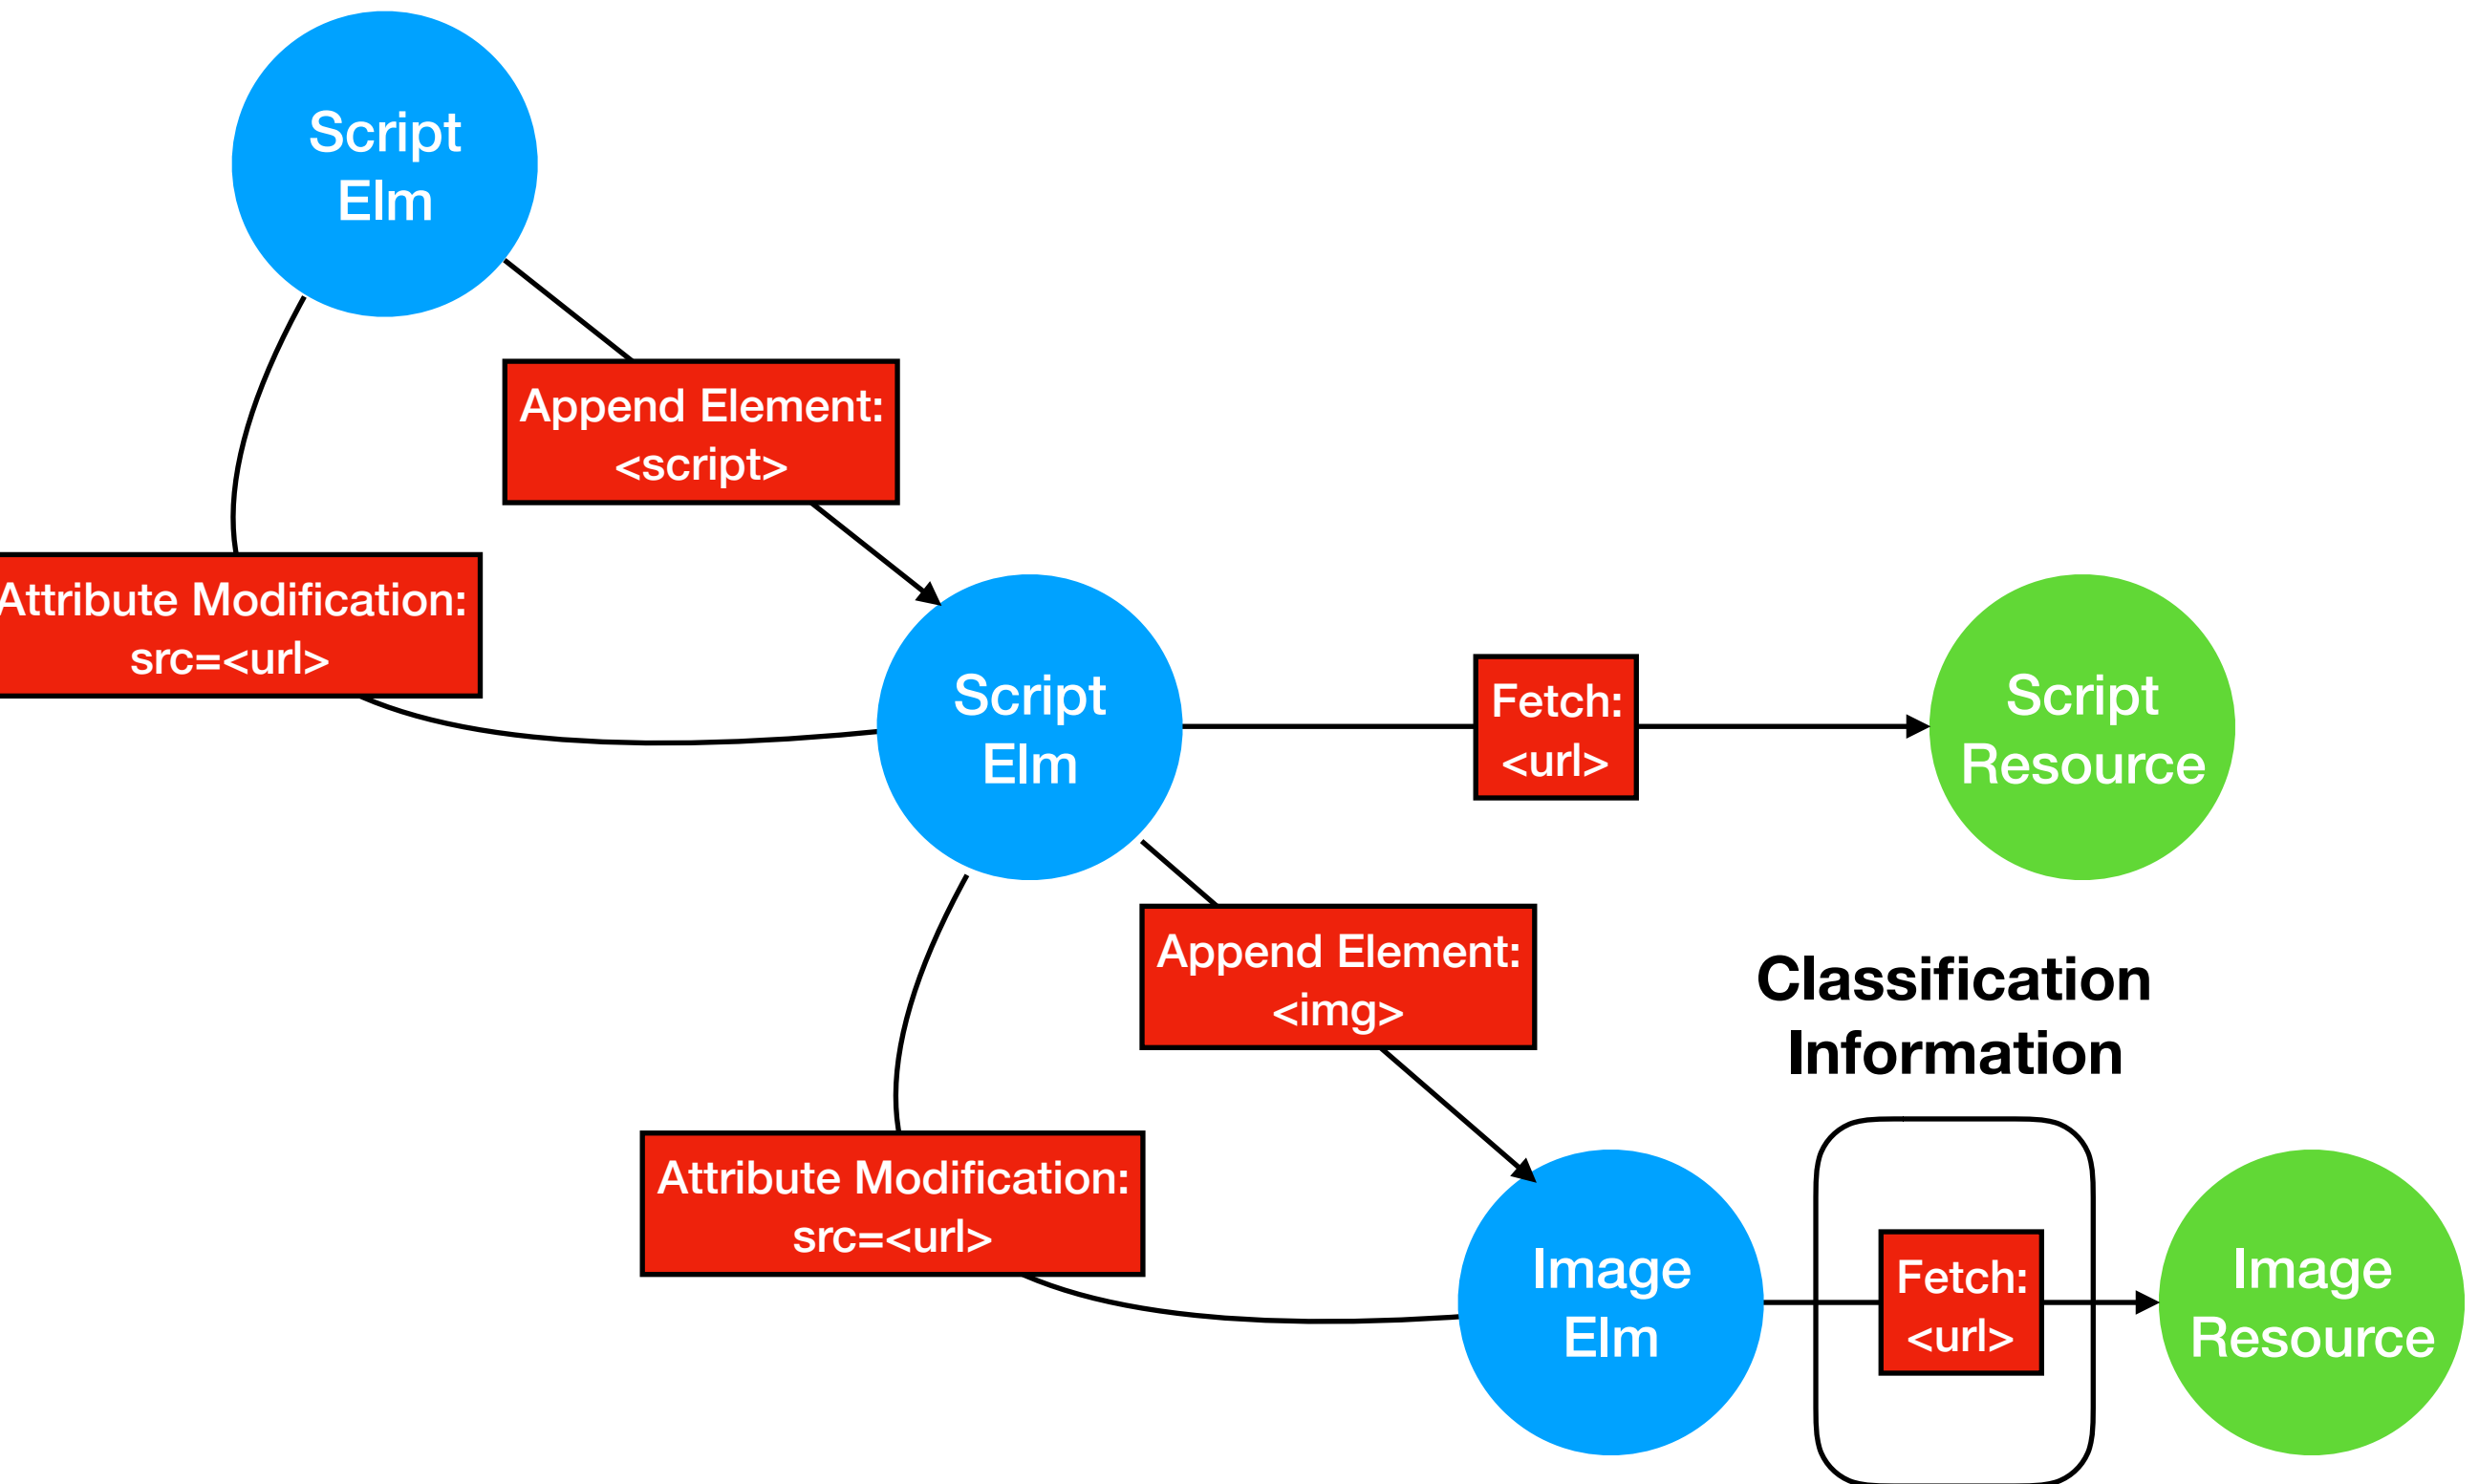 Script
Elm
Append Element:
<script>
Attribute Modification:
src=<url>
Script
Elm
Fetch:
<url>
Script
Resource
Append Element:
<img>
Classification
Information
Attribute Modification:
src=<url>
Image
Elm
Fetch:
<url>
Image
Resource